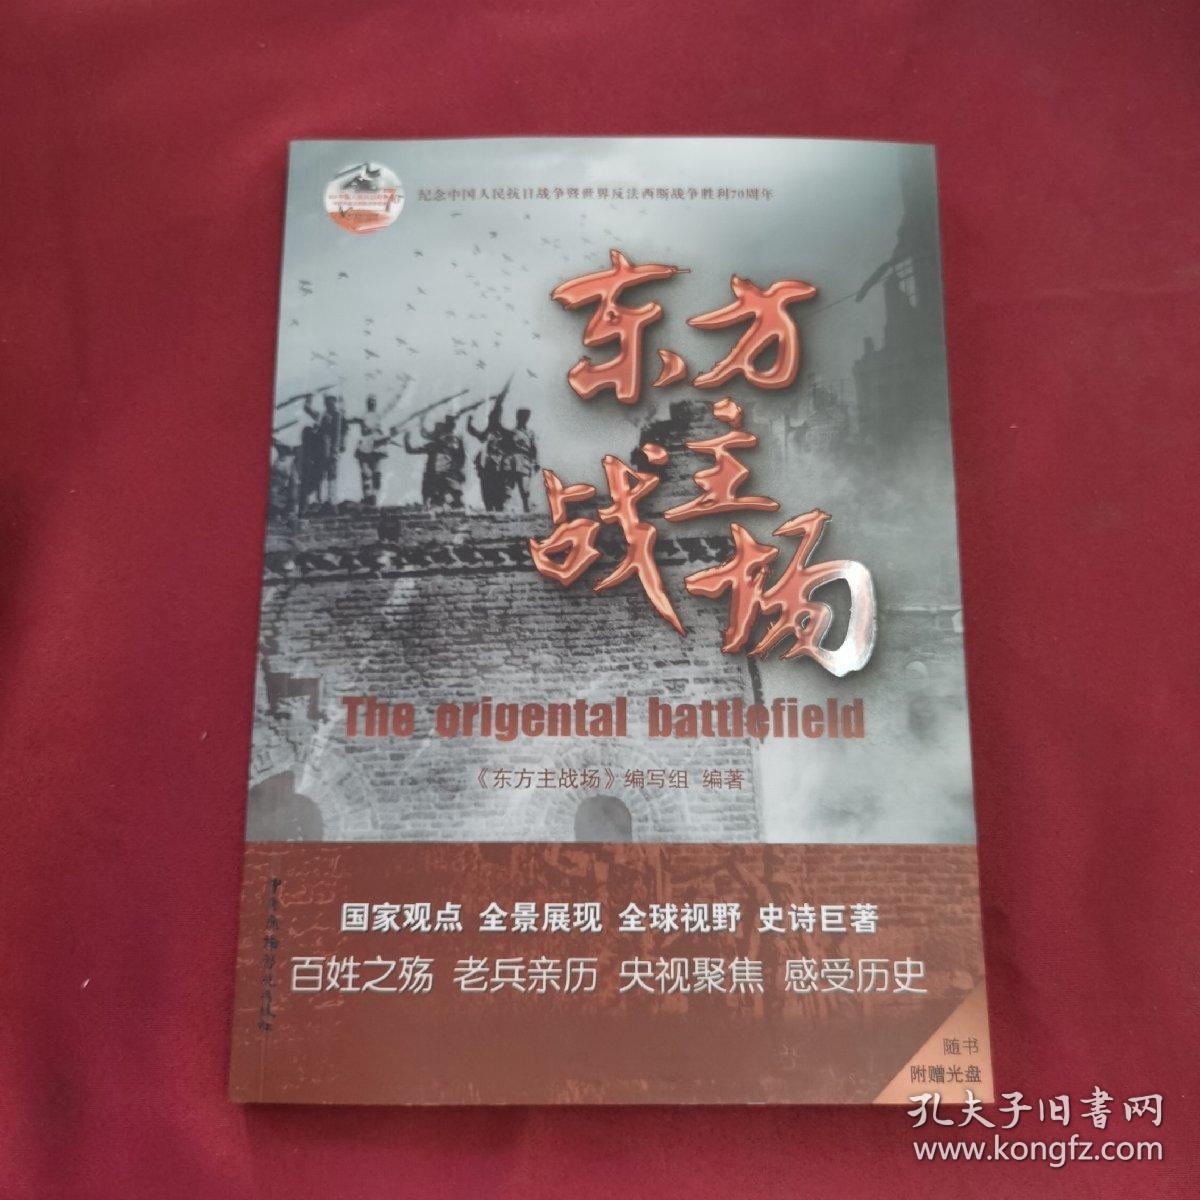 纪念中国人民抗日战争暨世界反法西斯战争胜利70周年
东方
主
战场
The origental battlefield
《东方主战场》编写组 编著
国家观点 全景展现 全球视野 史诗巨著
百姓之殇 老兵亲历 央视聚焦 感受历史
随书
附赠光盘
孔夫子旧書网
www.kongfz.com